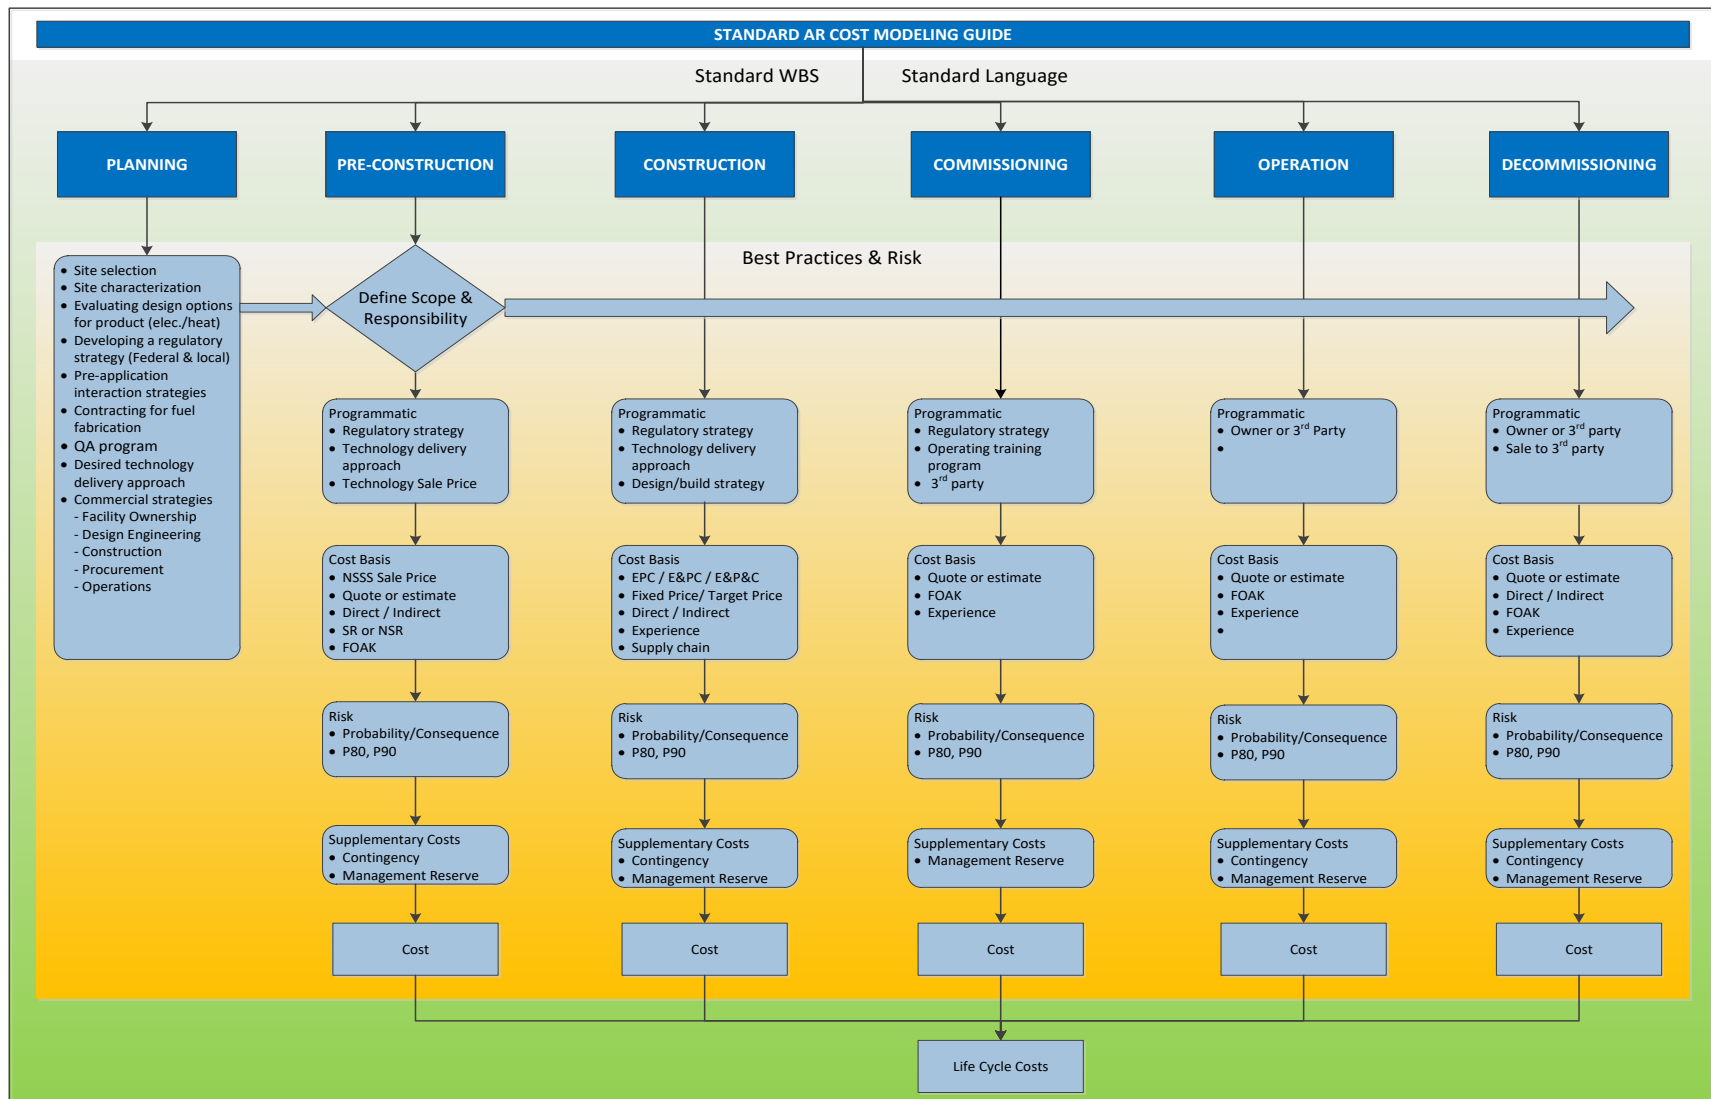 STANDARD AR COST MODELING GUIDE
Standard WBS
Standard Language
PLANNING
PRE-CONSTRUCTION
CONSTRUCTION
COMMISSIONING
OPERATION
DECOMMISSIONING
Best Practices & Risk
• Site selection
• Site characterization
• Evaluating design options
for product (elec./heat)
• Developing a regulatory
strategy (Federal & local)
• Pre-application
interaction strategies
• Contracting for fuel
fabrication
• QA program
• Desired technology
delivery approach
• Commercial strategies
- Facility Ownership
- Design Engineering
- Construction
- Procurement
- Operations
Define Scope &
Responsibility
Programmatic
• Regulatory strategy
• Technology delivery
approach
• Technology Sale Price
Cost Basis
• NSSS Sale Price
• Quote or estimate
• Direct / Indirect
• SR or NSR
• FOAK
Risk
• Probability/Consequence
• P80, P90
Supplementary Costs
• Contingency
• Management Reserve
Cost
Programmatic
• Regulatory strategy
• Technology delivery
approach
• Design/build strategy
Cost Basis
• EPC / E&PC / E&P&C
• Fixed Price/ Target Price
• Direct / Indirect
• Experience
• Supply chain
Risk
• Probability/Consequence
• P80, P90
Supplementary Costs
• Contingency
• Management Reserve
Cost
Programmatic
• Regulatory strategy
• Operating training
program
• 3rd party
Cost Basis
• Quote or estimate
• FOAK
• Experience
Risk
• Probability/Consequence
• P80, P90
Supplementary Costs
• Management Reserve
Cost
Programmatic
• Owner or 3rd Party
•
Cost Basis
• Quote or estimate
• FOAK
• Experience
•
Risk
• Probability/Consequence
• P80, P90
Supplementary Costs
• Contingency
• Management Reserve
Cost
Programmatic
• Owner or 3rd party
• Sale to 3rd party
Cost Basis
• Quote or estimate
• Direct / Indirect
• FOAK
• Experience
Risk
• Probability/Consequence
• P80, P90
Supplementary Costs
• Contingency
• Management Reserve
Cost
Life Cycle Costs